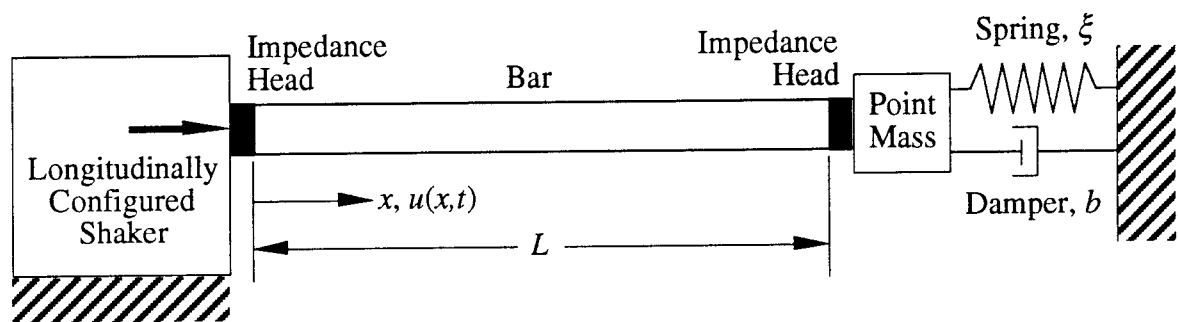 Impedance
Head
Bar
Impedance
Head
Spring, ξ
Point
Mass
Longitudinally
Configured
Shaker
x, u(x,t)
L
Damper, b